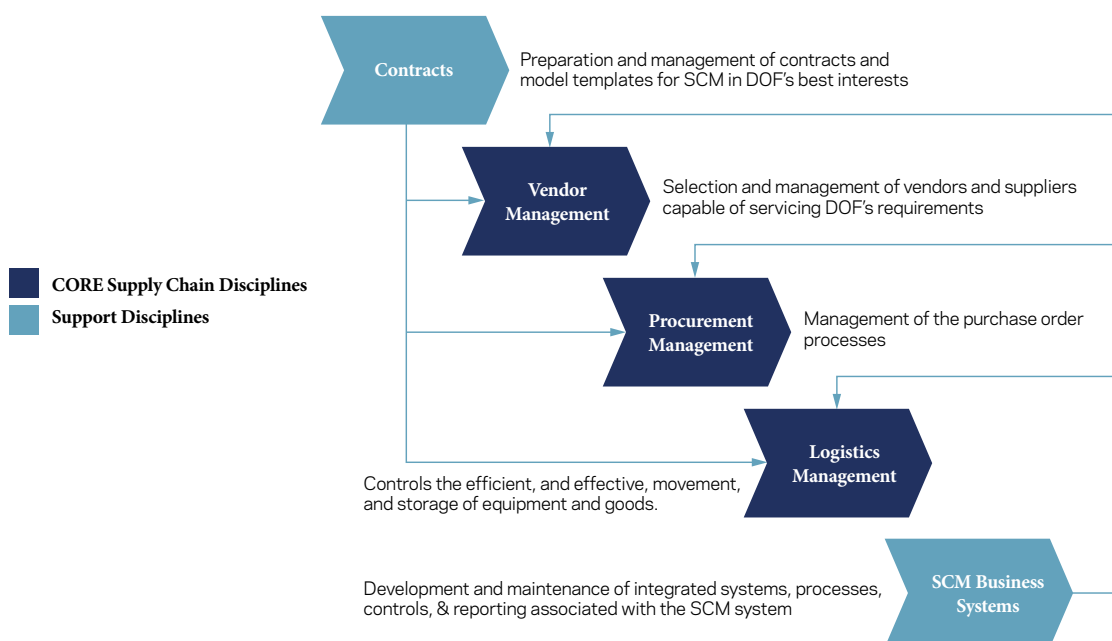 Contracts
Preparation and management of contracts and
model templates for SCM in DOF's best interests
Vendor
Management
Selection and management of vendors and suppliers
capable of servicing DOF's requirements
CORE Supply Chain Disciplines
Support Disciplines
Procurement
Management
Management of the purchase order
processes
Logistics
Management
Controls the efficient, and effective, movement,
and storage of equipment and goods.
SCM Business
Systems
Development and maintenance of integrated systems, processes,
controls, & reporting associated with the SCM system